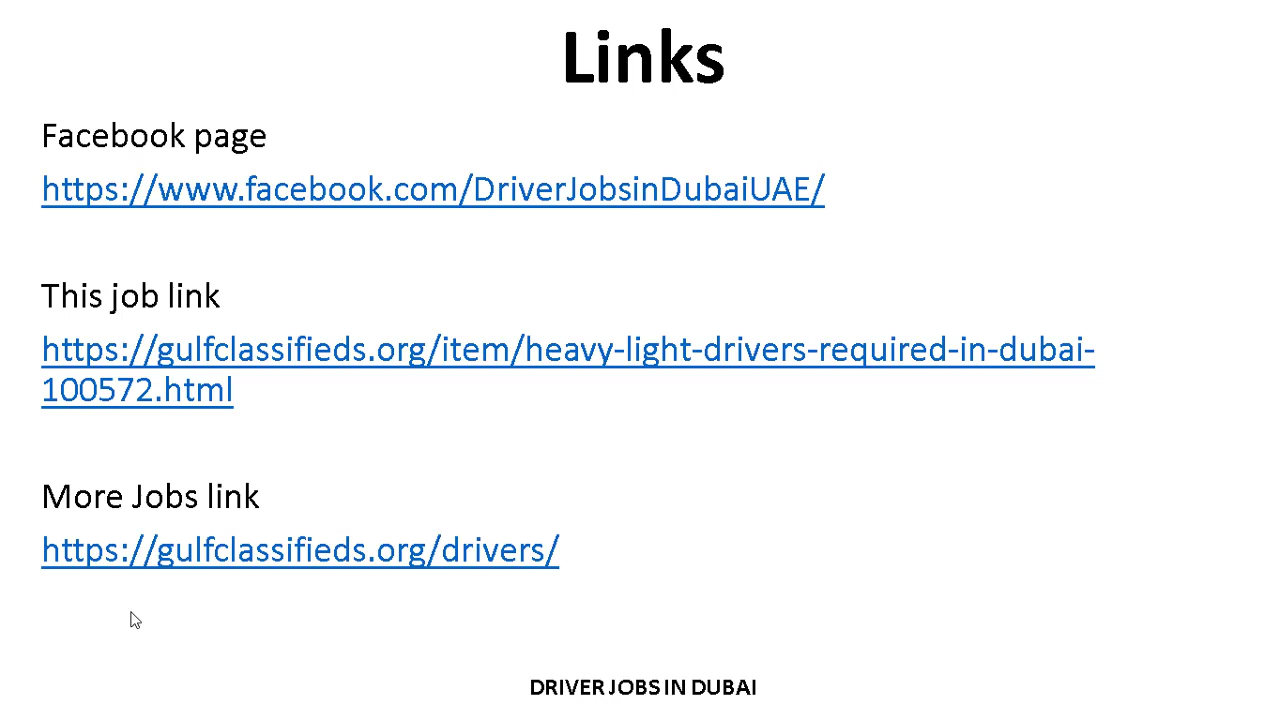 Links
Facebook page
https://www.facebook.com/DriverJobsinDubaiUAE/
This job link
https://gulfclassifieds.org/item/heavy-light-drivers-required-in-dubai-
100572.html
More Jobs link
https://gulfclassifieds.org/drivers/
DRIVER JOBS IN DUBAI